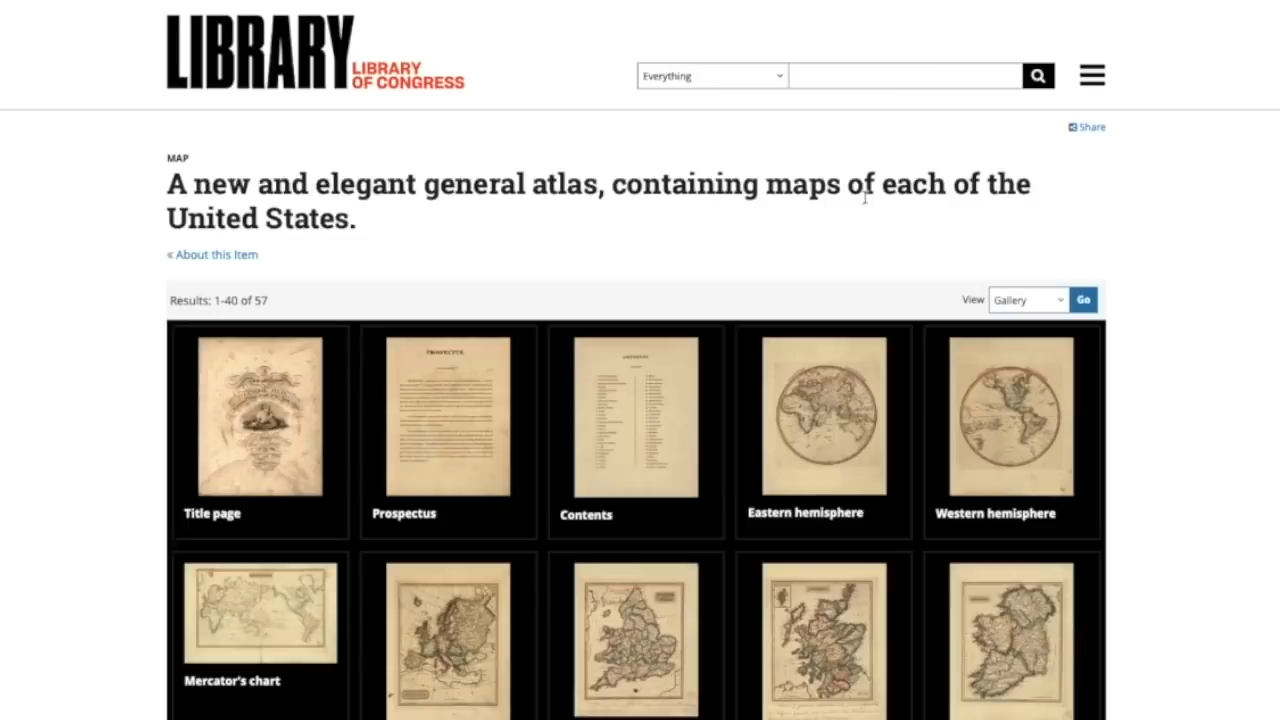 LIBRARY
LIBRARY
OF CONGRESS
Everything
Share
MAP
A new and elegant general atlas, containing maps of each of the
United States.
« About this Item
Results: 1-40 of 57
View Gallery Go
PROSPECTUS
Title page
Prospectus
Contents
Eastern hemisphere
Western hemisphere
Mercator's chart